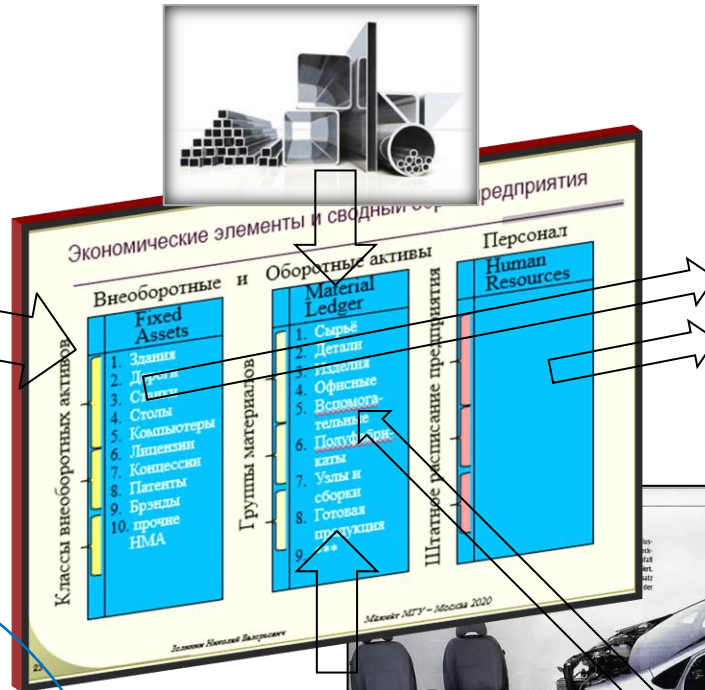 Экономические элементы и сводный предприятия
Внеоборотные и Оборотные активы
Персонал
Классы внеоборотных активов
Fixed
Assets
1. Здания
2. Дороги
3. Станки
4. Столы
5. Компьютеры
6. Лицензии
7. Концессии
8. Патенты
9. Брэнды
10. прочие
НМА
Группы материалов
Material
Ledger
1. Сырьё
2. Детали
3. Изделия
4. Офисные
5. Вспомога-
тельные
6. Полуфабри-
каты
7. Узлы и
сборки
8. Готовая
продукция
9. ***
Штатное расписание предприятия
Human
Resources
Николай Валерьевич
МГУ – Москва 2020
der